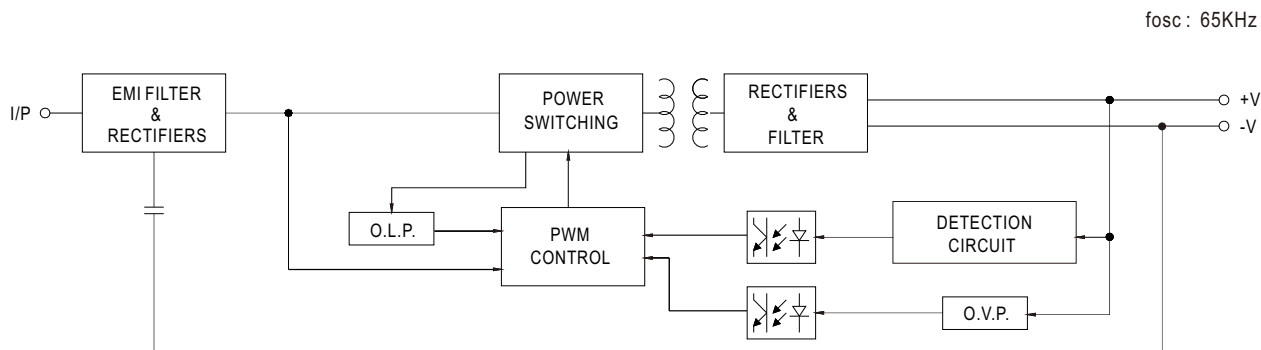 fosc : 65KHz
I/P
EMI FILTER
&
RECTIFIERS
POWER
SWITCHING
RECTIFIERS
&
FILTER
+V
-V
O.L.P.
PWM
CONTROL
DETECTION
CIRCUIT
O.V.P.